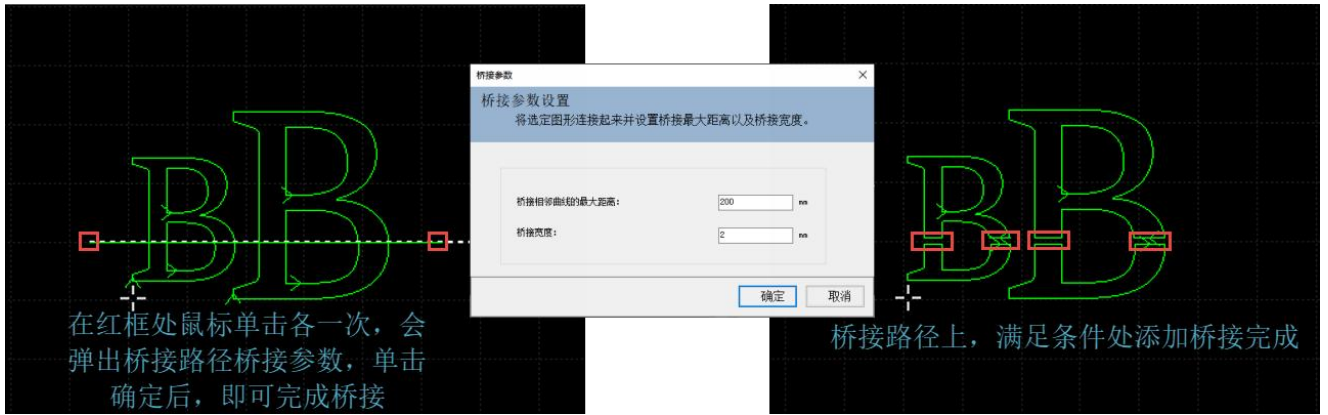 桥接参数
桥接参数设置
将选定图形连接起来并设置桥接最大距离以及桥接宽度。
桥接相邻曲线的最大距离： 200 mm
桥接宽度： 2 mm
确定 取消
在红框处鼠标单击各一次，会
弹出桥接路径桥接参数，单击
确定后，即可完成桥接
桥接路径上，满足条件处添加桥接完成